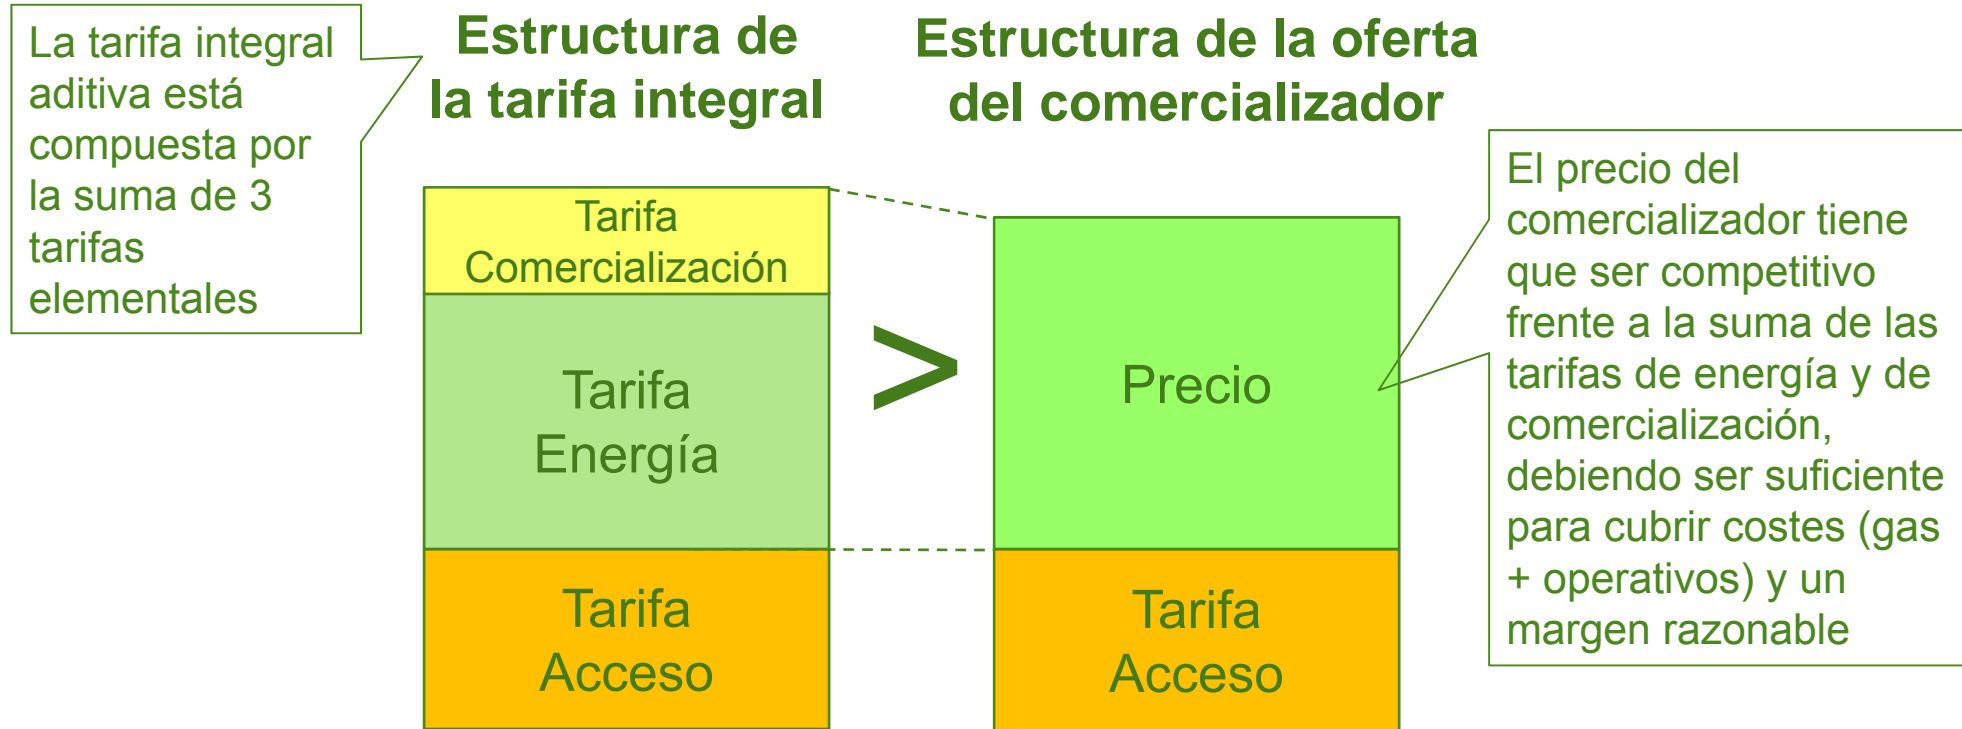 La tarifa integral
aditiva está
compuesta por
la suma de 3
tarifas
elementales
Estructura de
la tarifa integral
Estructura de la oferta
del comercializador
Tarifa
Comercialización
Tarifa
Energía
Tarifa
Acceso
>
Precio
Tarifa
Acceso
El precio del
comercializador tiene
que ser competitivo
frente a la suma de las
tarifas de energía y de
comercialización,
debiendo ser suficiente
para cubrir costes (gas
+ operativos) y un
margen razonable